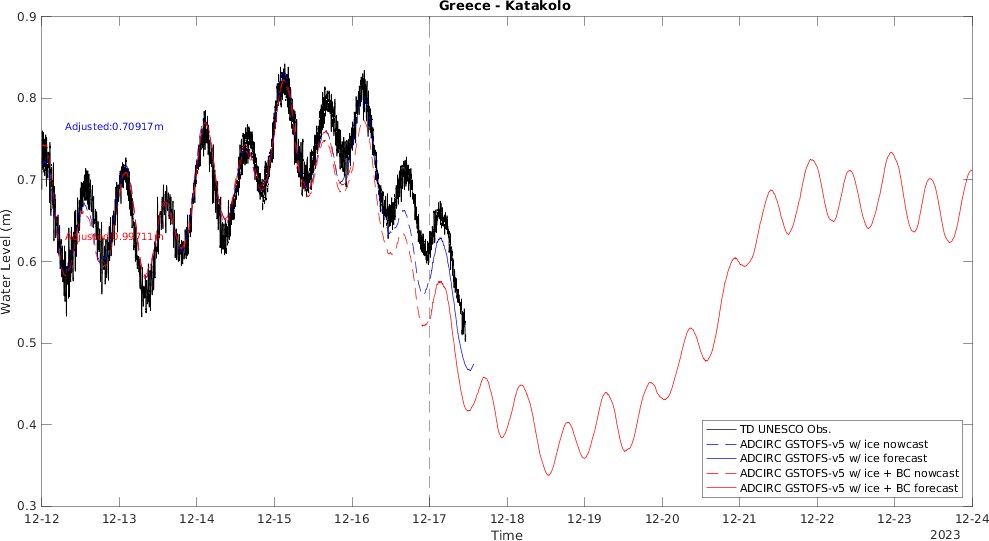 Greece - Katakolo
0.9
0.8
0.7
0.6
0.5
0.4
0.3
Water Level (m)
Adjusted:0.70917m
Adjusted:0.99711m
TD UNESCO Obs.
ADCIRC GSTOFS-v5 w/ ice nowcast
ADCIRC GSTOFS-v5 w/ ice forecast
ADCIRC GSTOFS-v5 w/ ice + BC nowcast
ADCIRC GSTOFS-v5 w/ ice + BC forecast
12-12 12-13 12-14 12-15 12-16 12-17 12-18 12-19 12-20 12-21 12-22 12-23 12-24
Time
2023